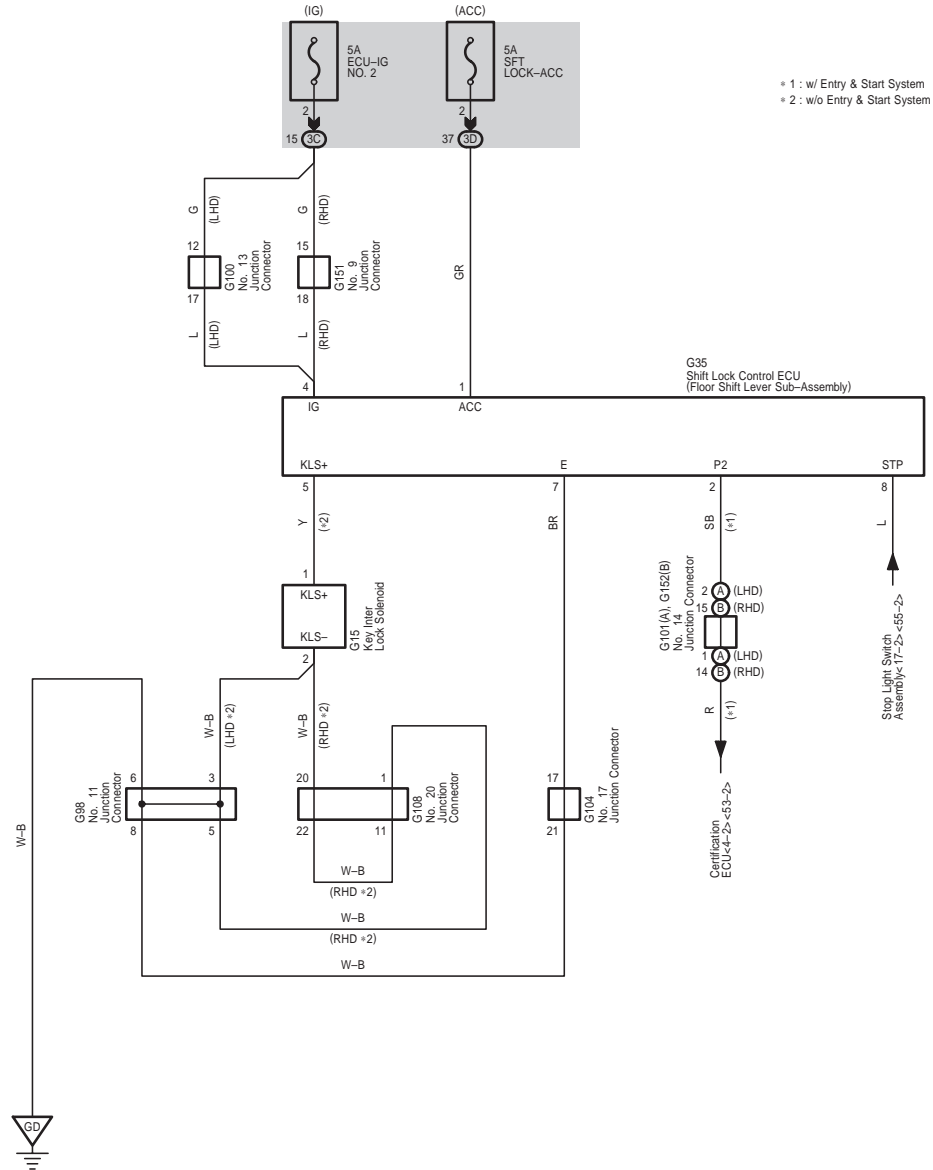 (IG)
(ACC)
5A
ECU–IG
NO. 2
5A
SFT
LOCK–ACC
∗ 1 : w/ Entry & Start System
∗ 2 : w/o Entry & Start System
2
2
15 3C
37 3D
G
(LHD)
G
(RHD)
12
15
G100
No. 13
Junction
Connector
G151
No. 9
Junction
Connector
17
18
L
(LHD)
L
(RHD)
GR
G35
Shift Lock Control ECU
(Floor Shift Lever Sub–Assembly)
4
1
IG
ACC
KLS+
E
P2
STP
5
7
2
8
Y
(∗2)
BR
SB
(∗1)
L
1
KLS+
KLS–
G15
Key Inter
Lock Solenoid
2
2 A (LHD)
15 B (RHD)
G101(A), G152(B)
No. 14
Junction Connector
1 A (LHD)
14 B (RHD)
R
(∗1)
Stop Light Switch
Assembly<17–2><55–2>
Certification
ECU<4–2><53–2>
W–B
(LHD ∗2)
W–B
(RHD ∗2)
6
3
20
1
17
G98
No. 11
Junction
Connector
G108
No. 20
Junction
Connector
G104
No. 17
Junction Connector
8
5
22
11
21
W–B
W–B
(RHD ∗2)
W–B
(RHD ∗2)
W–B
GD